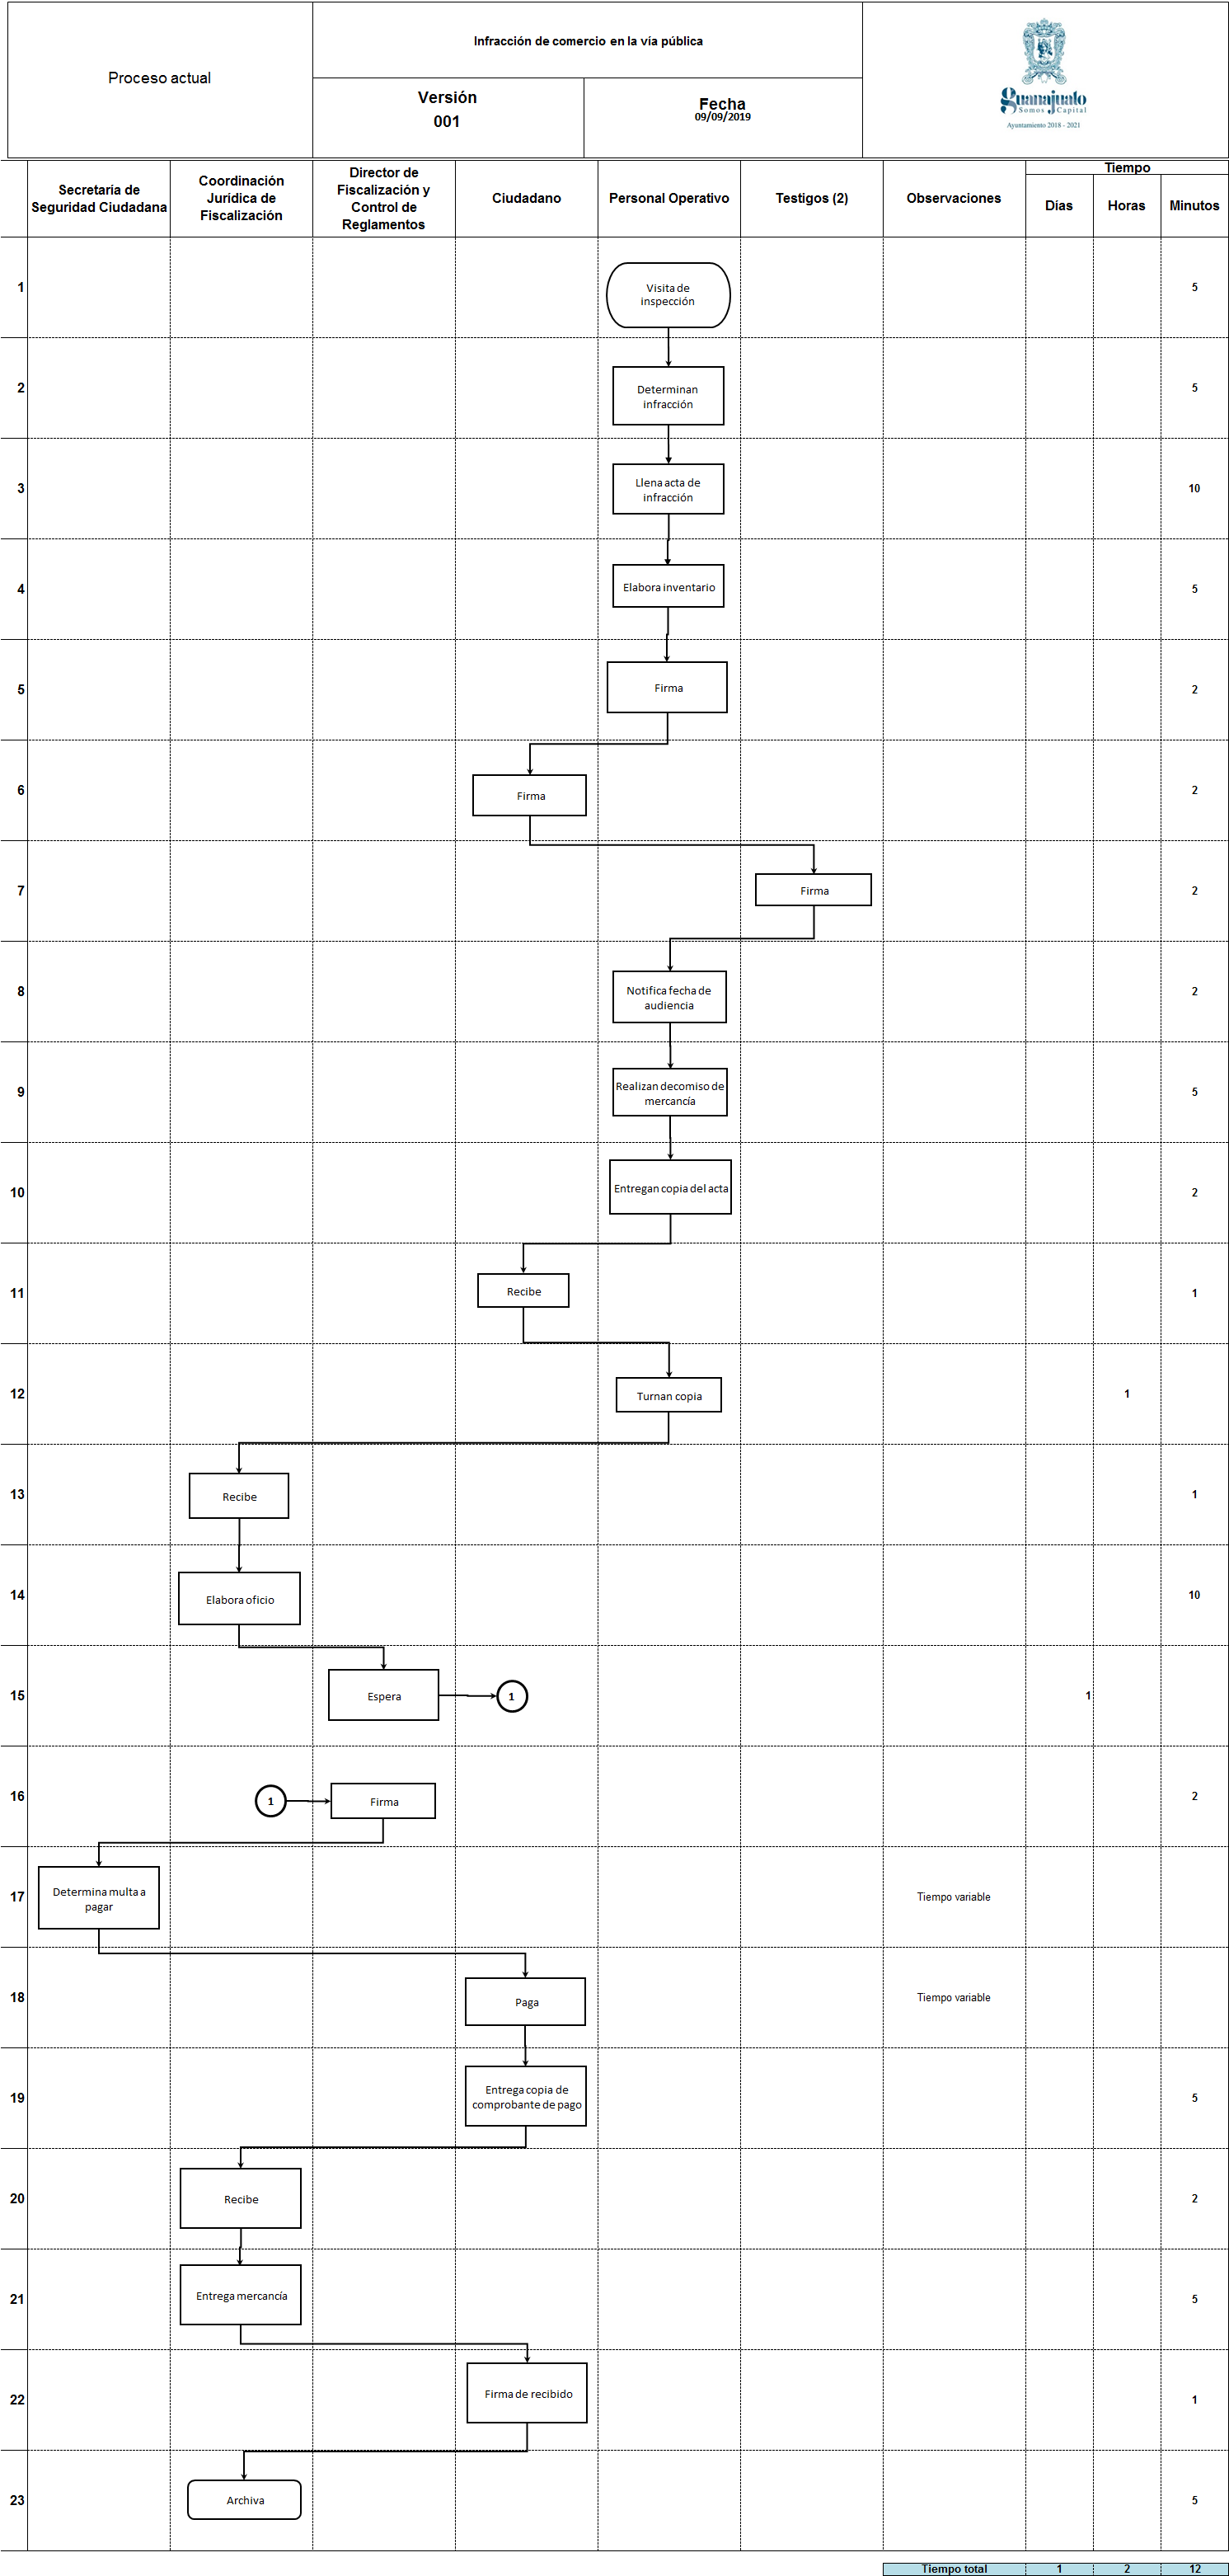 Proceso actual
Infracción de comercio en la vía pública
Versión
001
Fecha
09/09/2019
Guanajuato
Somos Capital
Ayuntamiento 2018 - 2021
Secretaría de
Seguridad Ciudadana
Coordinación
Jurídica de
Fiscalización
Director de
Fiscalización y
Control de
Reglamentos
Ciudadano
Personal Operativo
Testigos (2)
Observaciones
Tiempo
Días
Horas
Minutos
1
Visita de
inspección
5
2
Determinan
infracción
5
3
Llena acta de
infracción
10
4
Elabora inventario
5
5
Firma
2
6
Firma
2
7
Firma
2
8
Notifica fecha de
audiencia
2
9
Realizan decomiso de
mercancía
5
10
Entregan copia del acta
2
11
Recibe
1
12
Turnan copia
1
13
Recibe
1
14
Elabora oficio
10
15
Espera
1
1
16
1
Firma
2
17
Determina multa a
pagar
Tiempo variable
18
Paga
Tiempo variable
19
Entrega copia de
comprobante de pago
5
20
Recibe
2
21
Entrega mercancía
5
22
Firma de recibido
1
23
Archiva
5
Tiempo total
1
2
12